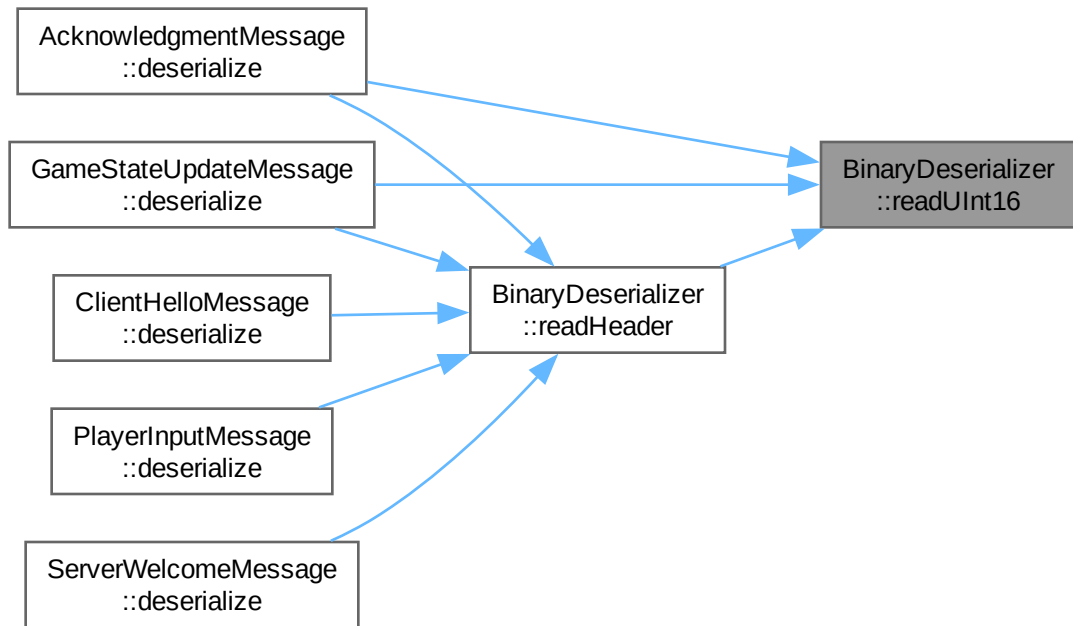 AcknowledgmentMessage
::deserialize
GameStateUpdateMessage
::deserialize
BinaryDeserializer
::readUInt16
ClientHelloMessage
::deserialize
BinaryDeserializer
::readHeader
PlayerInputMessage
::deserialize
ServerWelcomeMessage
::deserialize